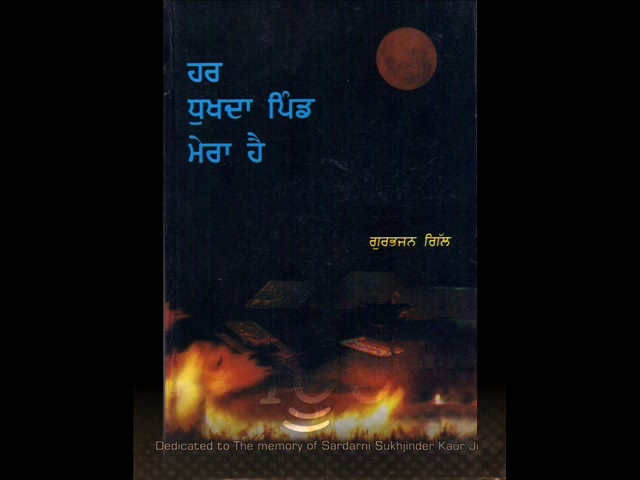 ਹਰ
ਧੁਖਦਾ ਪਿੰਡ
ਮੇਰਾ ਹੈ
ਗੁਰਭਜਨ ਗਿੱਲ
Dedicated to The memory of Sardarni Sukhjinder Kaur Ji